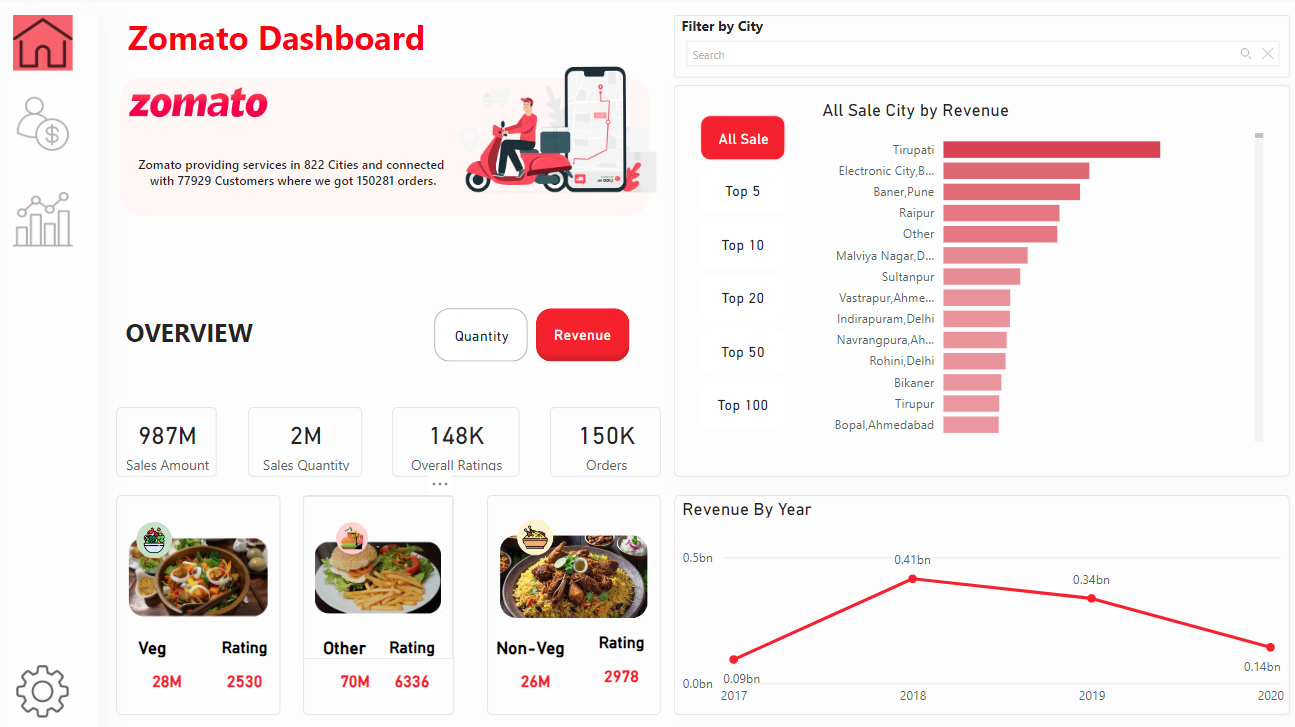 Zomato Dashboard
zomato
Zomato providing services in 822 Cities and connected
with 77929 Customers where we got 150281 orders.
OVERVIEW
Quantity
Revenue
987M
Sales Amount
2M
Sales Quantity
148K
Overall Ratings
150K
Orders
...
Veg
Rating
28M
2530
Other
Rating
70M
6336
Non-Veg
Rating
26M
2978
Filter by City
Search
All Sale
Top 5
Top 10
Top 20
Top 50
Top 100
All Sale City by Revenue
Tirupati
Electronic City,B...
Baner,Pune
Raipur
Other
Malviya Nagar,D...
Sultanpur
Vastrapur,Ahme...
Indirapuram,Delhi
Navrangpura,Ah...
Rohini,Delhi
Bikaner
Tirupur
Bopal,Ahmedabad
Revenue By Year
0.5bn
0.0bn
0.09bn
0.41bn
0.34bn
0.14bn
2017
2018
2019
2020